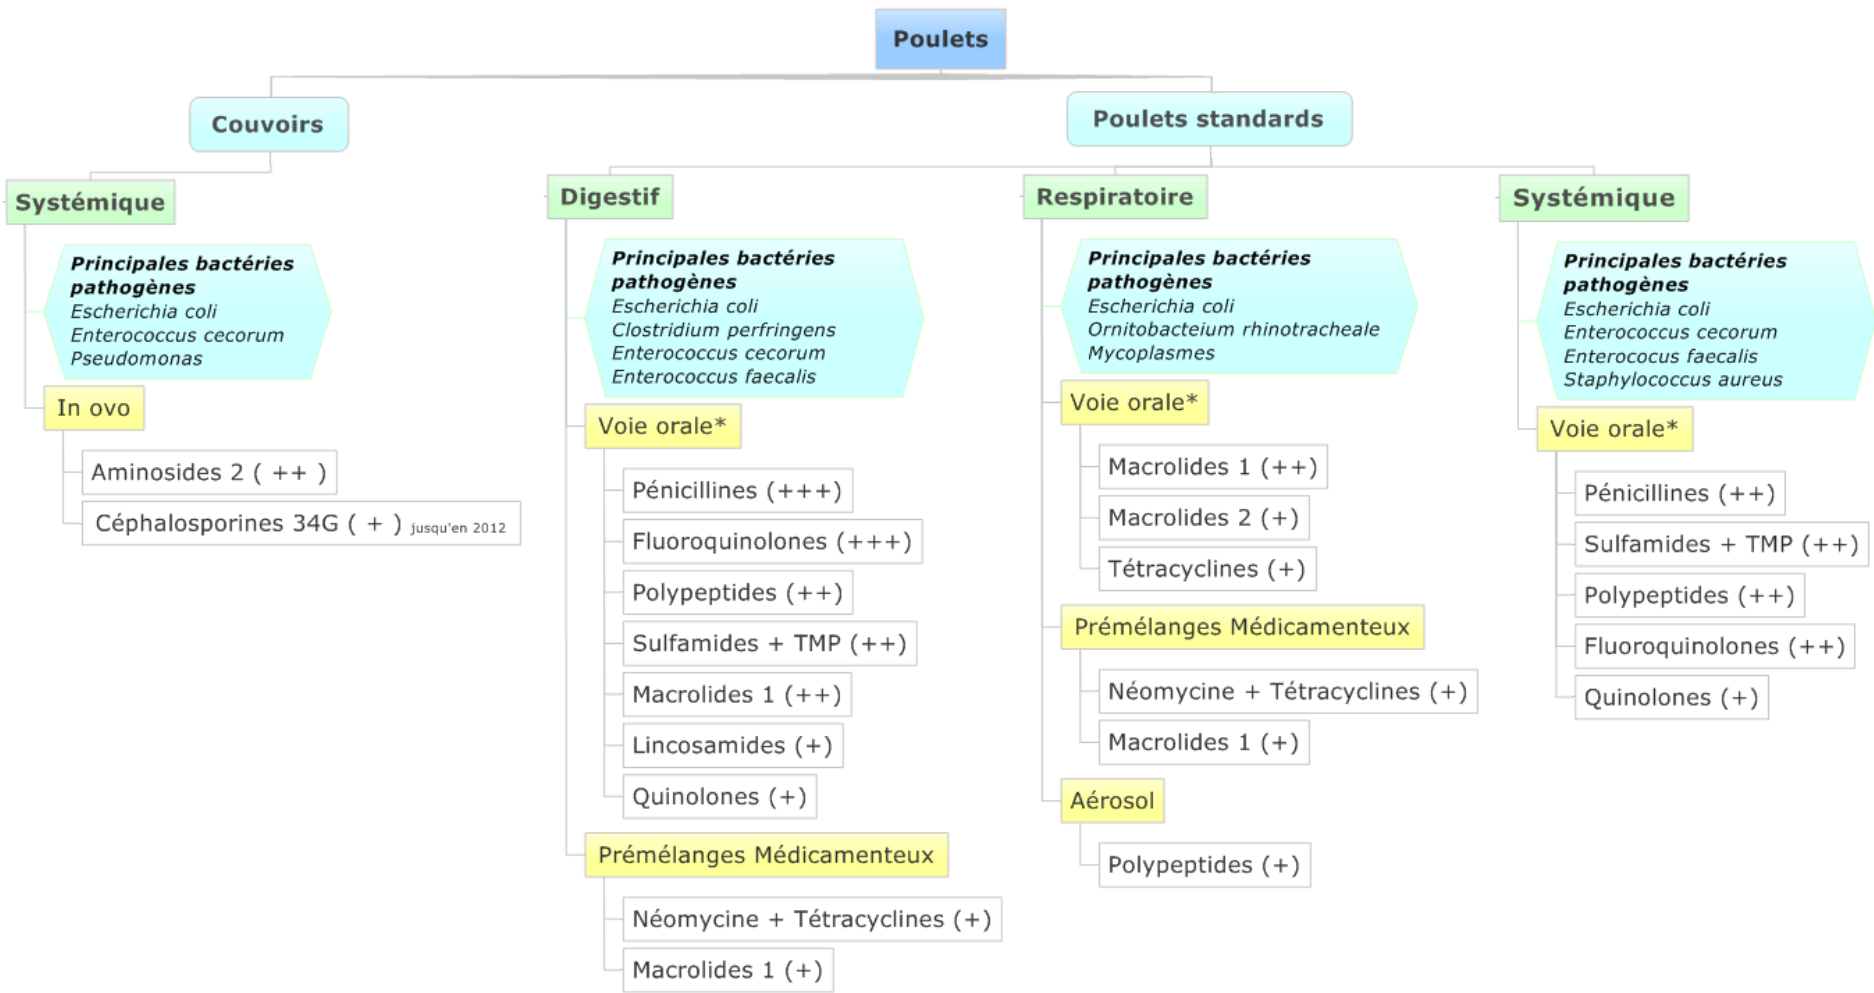 Poulets
Couvoirs
Systémique
Principales bactéries
pathogènes
Escherichia coli
Enterococcus cecorum
Pseudomonas
In ovo
Aminosides 2 ( ++ )
Céphalosporines 34G ( + ) jusqu'en 2012
Poulets standards
Digestif
Principales bactéries
pathogènes
Escherichia coli
Clostridium perfringens
Enterococcus cecorum
Enterococcus faecalis
Voie orale*
Pénicillines (+++)
Fluoroquinolones (+++)
Polypeptides (++)
Sulfamides + TMP (++)
Macrolides 1 (++)
Lincosamides (+)
Quinolones (+)
Prémélanges Médicamenteux
Néomycine + Tétracyclines (+)
Macrolides 1 (+)
Respiratoire
Principales bactéries
pathogènes
Escherichia coli
Ornitobacteium rhinotracheale
Mycoplasmes
Voie orale*
Macrolides 1 (++)
Macrolides 2 (+)
Tétracyclines (+)
Prémélanges Médicamenteux
Néomycine + Tétracyclines (+)
Macrolides 1 (+)
Aérosol
Polypeptides (+)
Systémique
Principales bactéries
pathogènes
Escherichia coli
Enterococcus cecorum
Enterococus faecalis
Staphylococcus aureus
Voie orale*
Pénicillines (++)
Sulfamides + TMP (++)
Polypeptides (++)
Fluoroquinolones (++)
Quinolones (+)